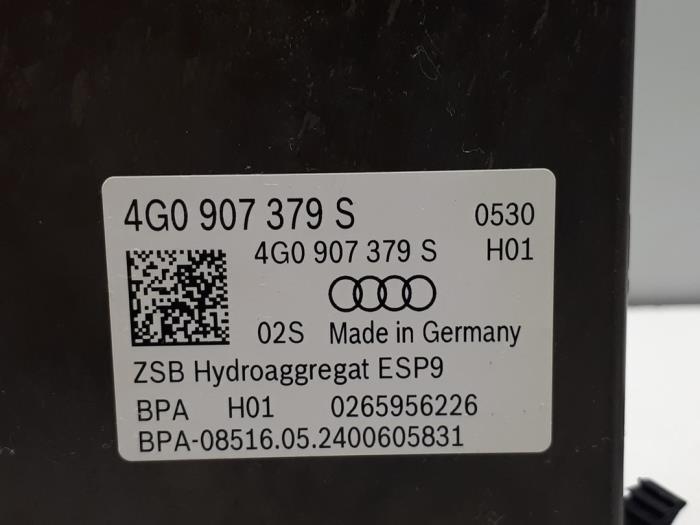 4G0 907 379 S 0530
4G0 907 379 S H01
02S Made in Germany
ZSB Hydroaggregat ESP9
BPA H01 0265956226
BPA-08516.05.2400605831